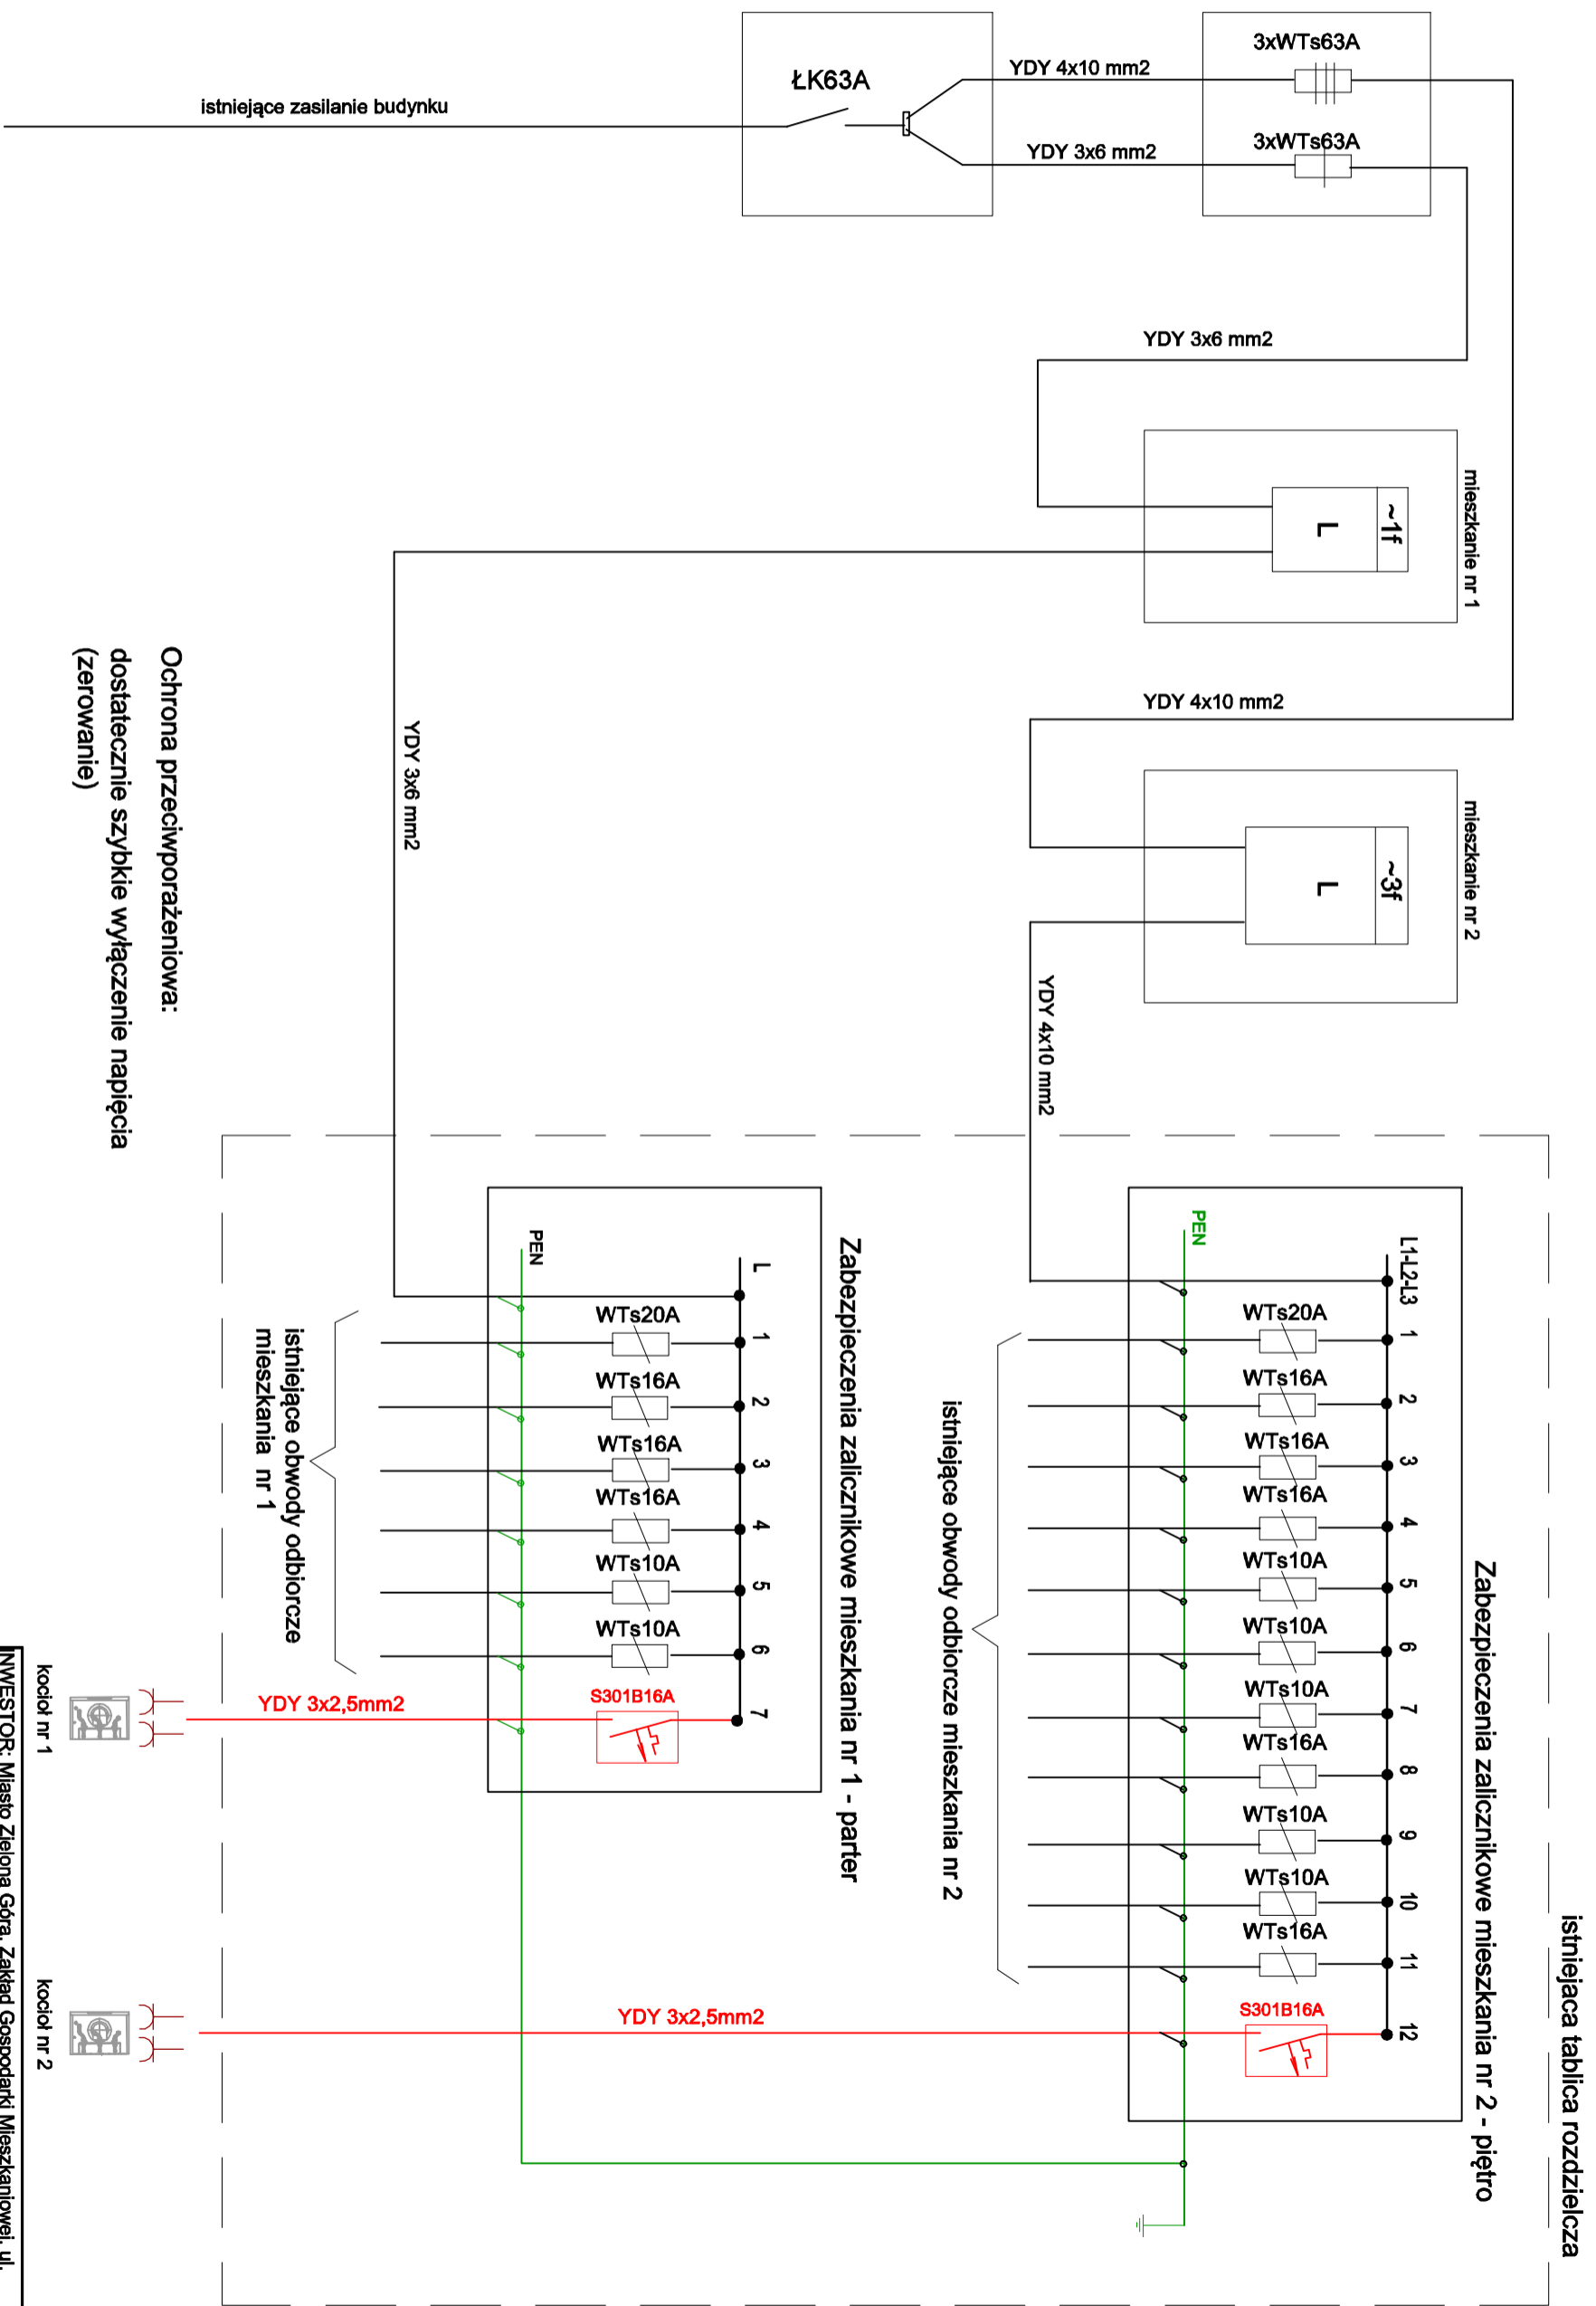 3xWTs63A
ŁK63A
YDY 4x10 mm2
istniejące zasilanie budynku
3xWTs63A
YDY 3x6 mm2
YDY 3x6 mm2
mieszkanie nr 1
~1f
L
YDY 4x10 mm2
mieszkanie nr 2
~3f
L
YDY 3x6 mm2
YDY 4x10 mm2
Ochrona przeciwporażeniowa:
dostatecznie szybkie wyłączenie napięcia
(zerowanie)
istniejaca tablica rozdzielcza
Zabezpieczenia zalicznikowe mieszkania nr 2 - piętro
L1-L2-L3
PEN
WTs20A
1
WTs16A
2
WTs16A
3
WTs16A
4
WTs10A
5
WTs10A
6
WTs10A
7
WTs16A
8
WTs10A
9
WTs10A
10
WTs16A
11
S301B16A
12
istniejące obwody odbiorcze mieszkania nr 2
Zabezpieczenia zalicznikowe mieszkania nr 1 - parter
L
PEN
WTs20A
1
WTs16A
2
WTs16A
3
WTs16A
4
WTs10A
5
WTs10A
6
S301B16A
7
istniejące obwody odbiorcze
mieszkania nr 1
YDY 3x2,5mm2
YDY 3x2,5mm2
kocioł nr 1
kocioł nr 2
INWESTOR: Miasto Zielona Góra, Zakład Gospodarki Mieszkaniowej, ul.